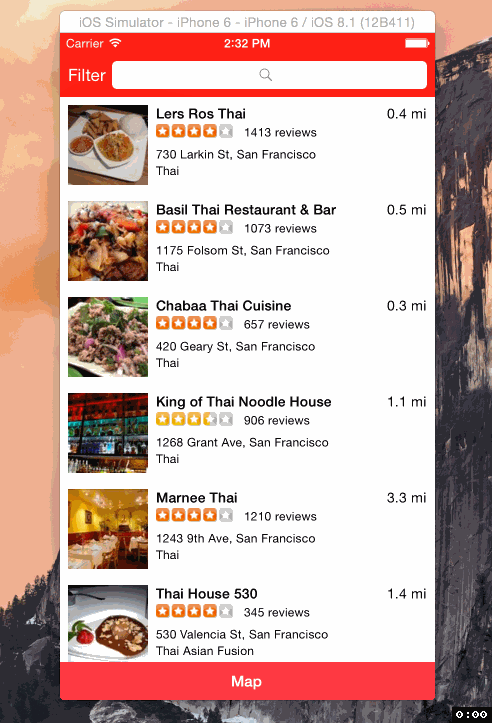 iOS Simulator - iPhone 6 - iPhone 6 / iOS 8.1 (12B411)
Carrier 2:32 PM
Filter
Lers Ros Thai 0.4 mi
1413 reviews
730 Larkin St, San Francisco
Thai
Basil Thai Restaurant & Bar 0.5 mi
1073 reviews
1175 Folsom St, San Francisco
Thai
Chabaa Thai Cuisine 0.3 mi
657 reviews
420 Geary St, San Francisco
Thai
King of Thai Noodle House 1.1 mi
906 reviews
1268 Grant Ave, San Francisco
Thai
Marnee Thai 3.3 mi
1210 reviews
1243 9th Ave, San Francisco
Thai
Thai House 530 1.4 mi
345 reviews
530 Valencia St, San Francisco
Thai Asian Fusion
Map
0:00